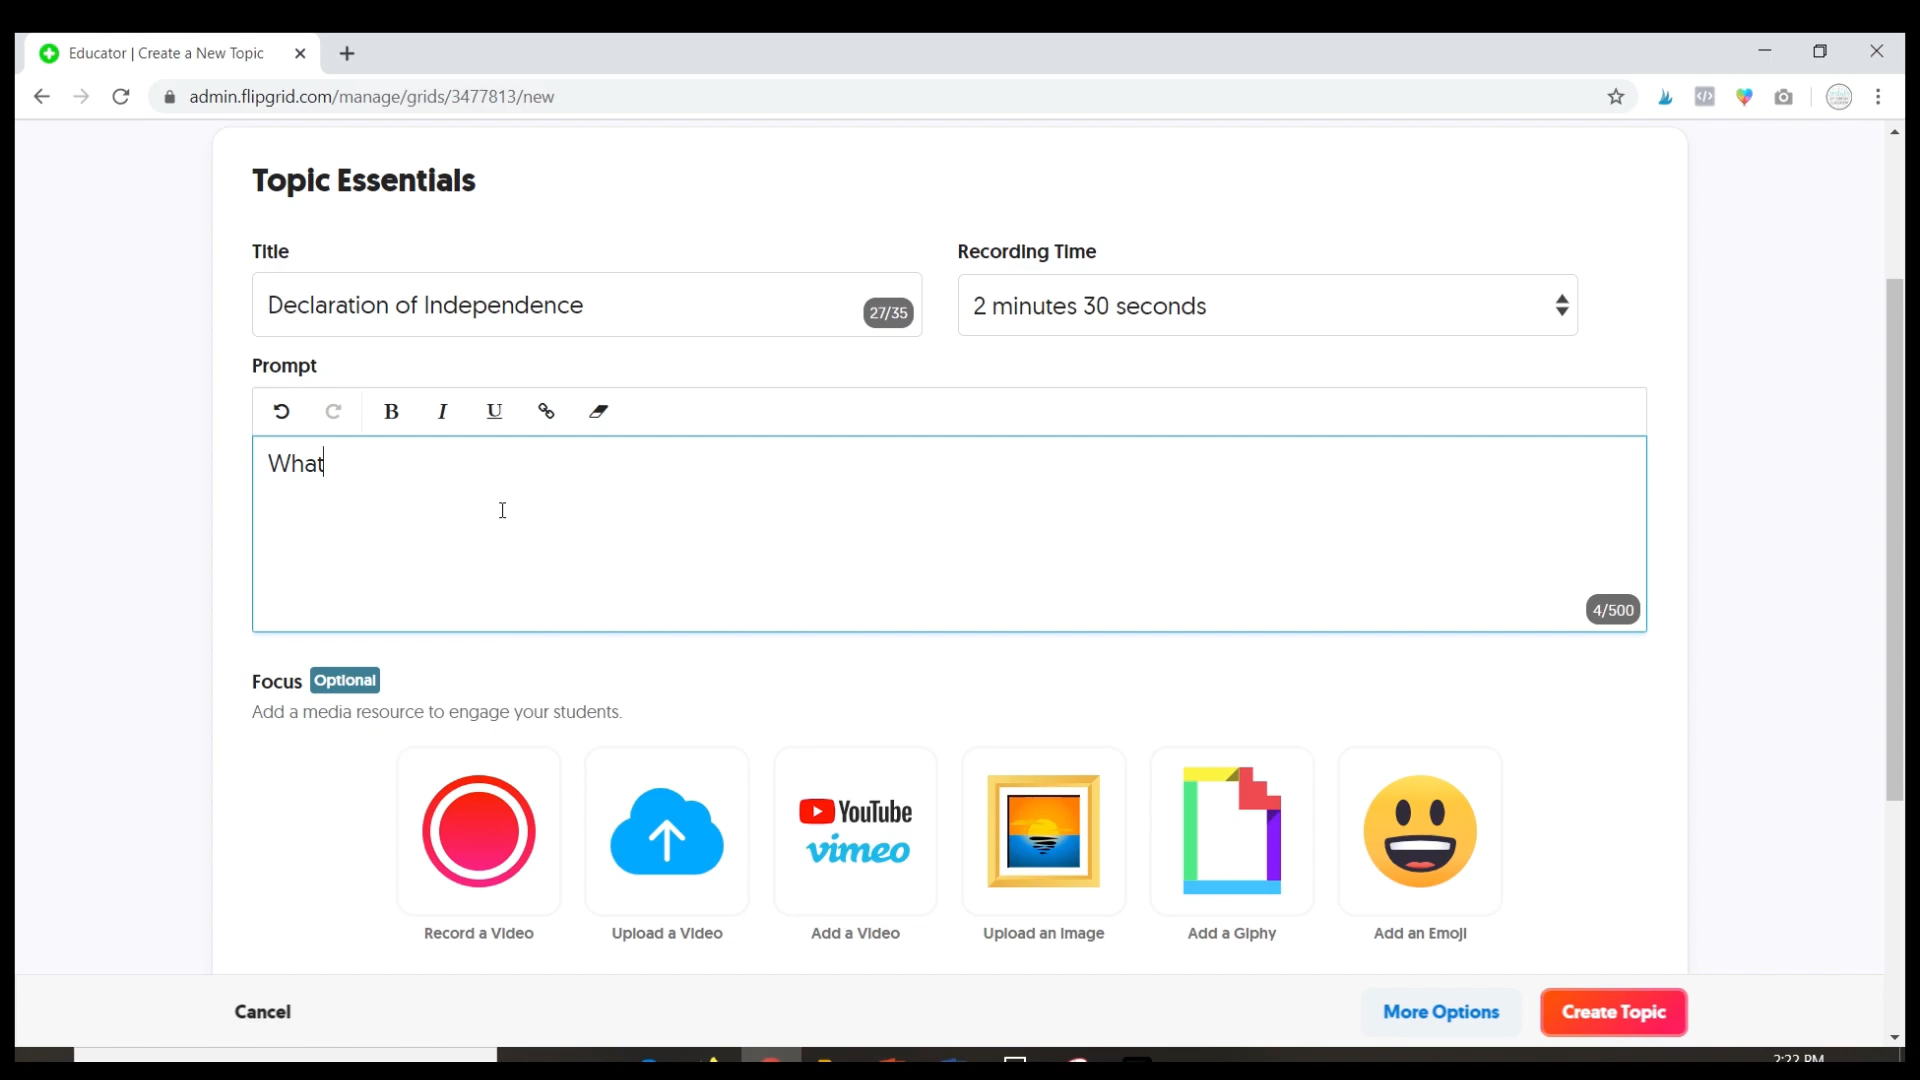 Educator | Create a New Topic
admin.flipgrid.com/manage/grids/3477813/new
Topic Essentials
Title
Recording Time
Declaration of Independence
27/35
2 minutes 30 seconds
Prompt
B I U
What
4/500
Focus Optional
Add a media resource to engage your students.
YouTube
vimeo
Record a Video
Upload a Video
Add a Video
Upload an Image
Add a Giphy
Add an Emoji
Cancel
More Options
Create Topic
2:22 PM